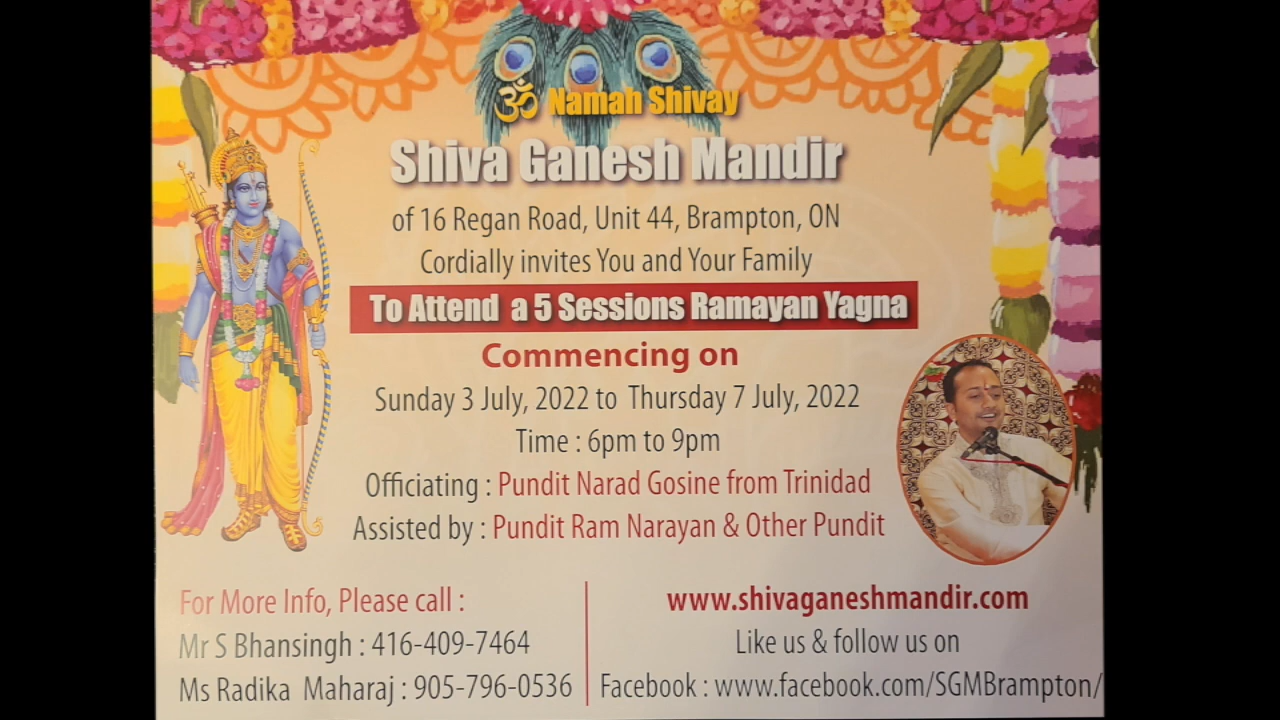 ॐ Namah Shivay
Shiva Ganesh Mandir
of 16 Regan Road, Unit 44, Brampton, ON
Cordially invites You and Your Family
To Attend a 5 Sessions Ramayan Yagna
Commencing on
Sunday 3 July, 2022 to Thursday 7 July, 2022
Time : 6pm to 9pm
Officiating : Pundit Narad Gosine from Trinidad
Assisted by : Pundit Ram Narayan & Other Pundit
For More Info, Please call :
Mr S Bhansingh : 416-409-7464
Ms Radika Maharaj : 905-796-0536
www.shivaganeshmandir.com
Like us & follow us on
Facebook : www.facebook.com/SGMBrampton/